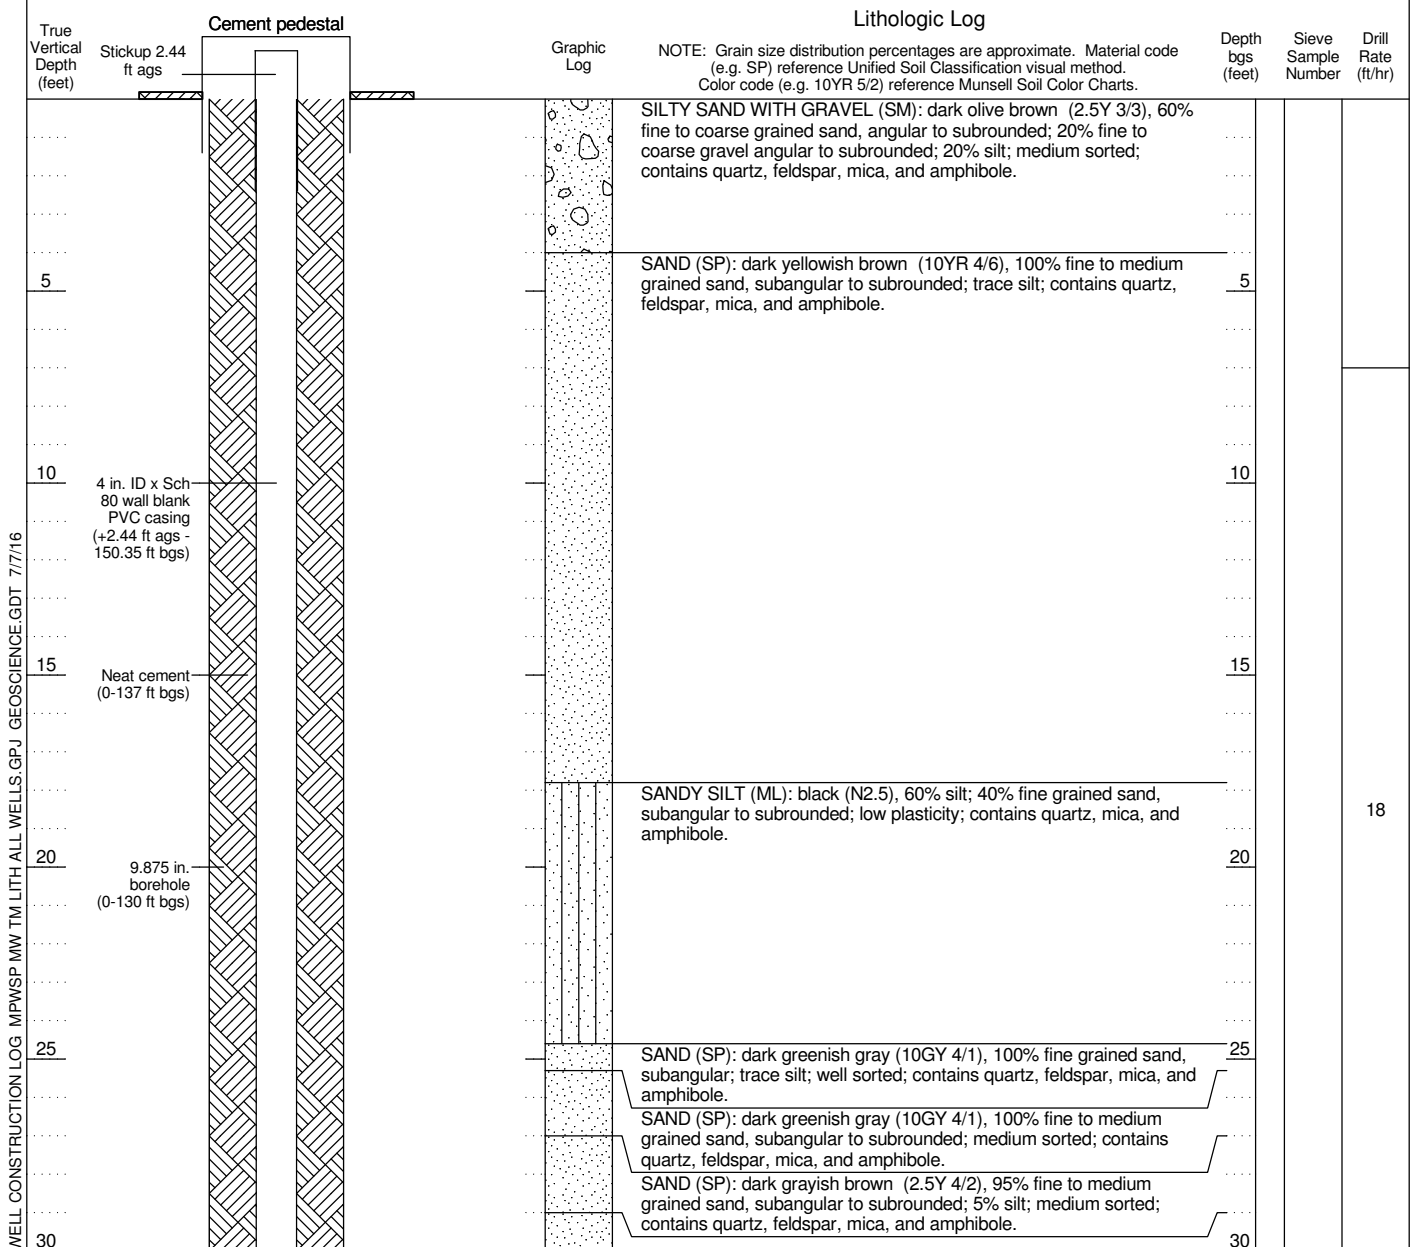 True
Vertical
Depth
(feet)
Stickup 2.44
ft ags
Cement pedestal
Graphic
Log
Lithologic Log
NOTE: Grain size distribution percentages are approximate. Material code
(e.g. SP) reference Unified Soil Classification visual method.
Color code (e.g. 10YR 5/2) reference Munsell Soil Color Charts.
Depth
bgs
(feet)
Sieve
Sample
Number
Drill
Rate
(ft/hr)
SILTY SAND WITH GRAVEL (SM): dark olive brown (2.5Y 3/3), 60%
fine to coarse grained sand, angular to subrounded; 20% fine to
coarse gravel angular to subrounded; 20% silt; medium sorted;
contains quartz, feldspar, mica, and amphibole.
SAND (SP): dark yellowish brown (10YR 4/6), 100% fine to medium
grained sand, subangular to subrounded; trace silt; contains quartz,
feldspar, mica, and amphibole.
5
5
10
4 in. ID x Sch
80 wall blank
PVC casing
(+2.44 ft ags -
150.35 ft bgs)
10
15
Neat cement
(0-137 ft bgs)
15
SANDY SILT (ML): black (N2.5), 60% silt; 40% fine grained sand,
subangular to subrounded; low plasticity; contains quartz, mica, and
amphibole.
18
20
9.875 in.
borehole
(0-130 ft bgs)
20
25
SAND (SP): dark greenish gray (10GY 4/1), 100% fine grained sand,
subangular; trace silt; well sorted; contains quartz, feldspar, mica, and
amphibole.
25
SAND (SP): dark greenish gray (10GY 4/1), 100% fine to medium
grained sand, subangular to subrounded; medium sorted; contains
quartz, feldspar, mica, and amphibole.
SAND (SP): dark grayish brown (2.5Y 4/2), 95% fine to medium
grained sand, subangular to subrounded; 5% silt; medium sorted;
contains quartz, feldspar, mica, and amphibole.
30
30
WELL CONSTRUCTION LOG MPWSP MW TM LITH ALL WELLS.GPJ GEOSCIENCE.GDT 7/7/16